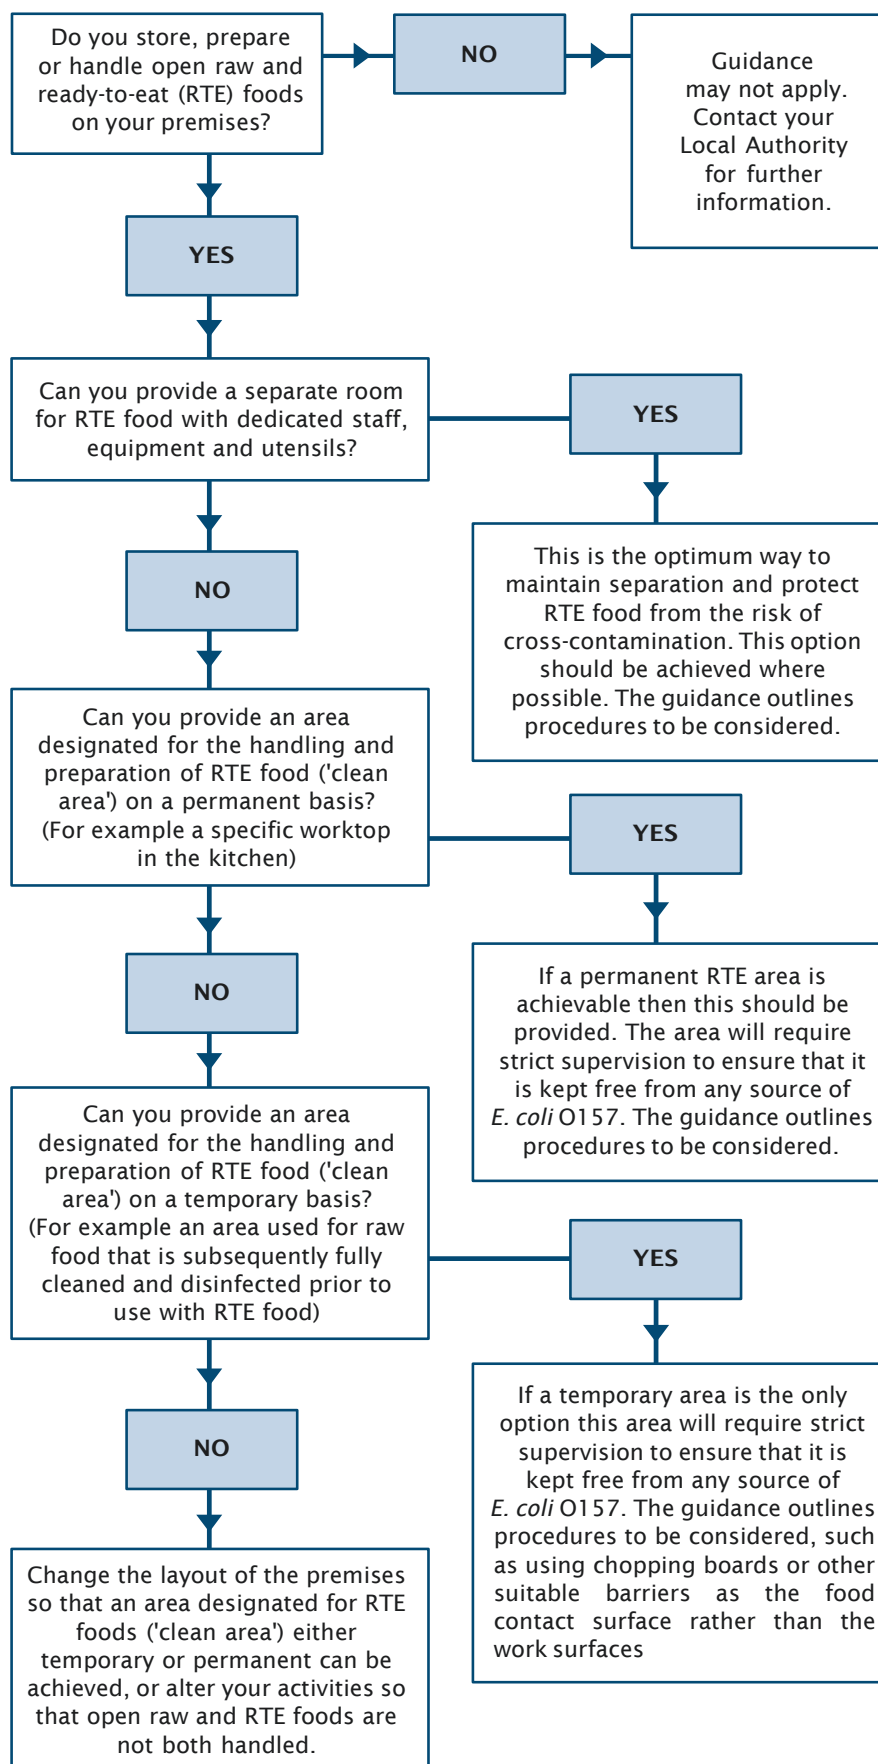 Do you store, prepare
or handle open raw and
ready-to-eat (RTE) foods
on your premises?
NO
Guidance
may not apply.
Contact your
Local Authority
for further
information.
YES
Can you provide a separate room
for RTE food with dedicated staff,
equipment and utensils?
YES
This is the optimum way to
maintain separation and protect
RTE food from the risk of
cross-contamination. This option
should be achieved where
possible. The guidance outlines
procedures to be considered.
NO
Can you provide an area
designated for the handling and
preparation of RTE food ('clean
area') on a permanent basis?
(For example a specific worktop
in the kitchen)
YES
If a permanent RTE area is
achievable then this should be
provided. The area will require
strict supervision to ensure that it
is kept free from any source of
E. coli O157. The guidance outlines
procedures to be considered.
NO
Can you provide an area
designated for the handling and
preparation of RTE food ('clean
area') on a temporary basis?
(For example an area used for raw
food that is subsequently fully
cleaned and disinfected prior to
use with RTE food)
YES
If a temporary area is the only
option this area will require strict
supervision to ensure that it is
kept free from any source of
E. coli O157. The guidance outlines
procedures to be considered, such
as using chopping boards or other
suitable barriers as the food
contact surface rather than the
work surfaces
NO
Change the layout of the premises
so that an area designated for RTE
foods ('clean area') either
temporary or permanent can be
achieved, or alter your activities so
that open raw and RTE foods are
not both handled.